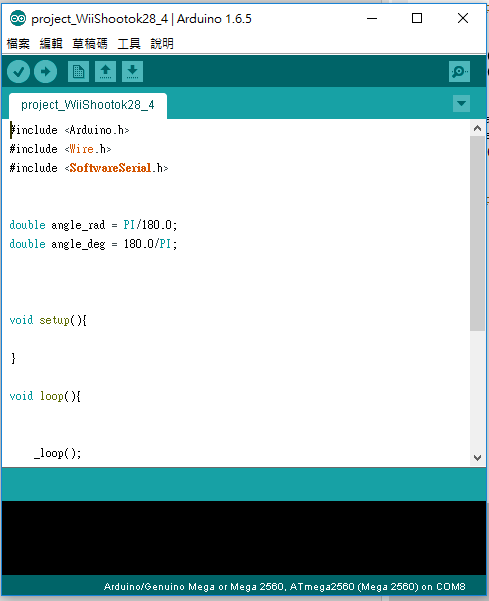 project_WiiShootok28_4 | Arduino 1.6.5
檔案 編輯 草稿碼 工具 說明
project_WiiShootok28_4
#include <Arduino.h>
#include <Wire.h>
#include <SoftwareSerial.h>
double angle_rad = PI/180.0;
double angle_deg = 180.0/PI;
void setup(){
}
void loop(){
_loop();
Arduino/Genuino Mega or Mega 2560, ATmega2560 (Mega 2560) on COM8